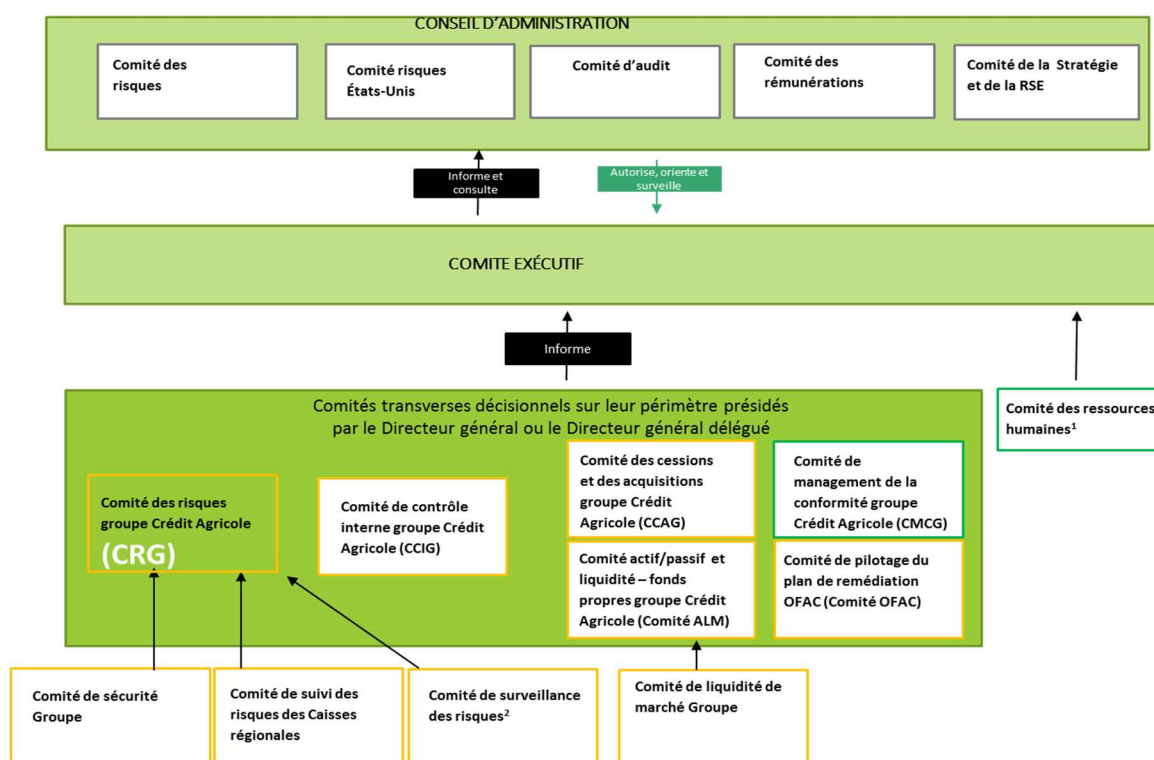 CONSEIL D'ADMINISTRATION
Comité des
risques
Comité risques
États-Unis
Comité d'audit
Comité des
rémunérations
Comité de la Stratégie
et de la RSE
Informe et
consulte
Autorise, oriente et
surveille
COMITE EXÉCUTIF
Informe
Comités transverses décisionnels sur leur périmètre présidés
par le Directeur général ou le Directeur général délégué
Comité des ressources
humaines¹
Comité des risques
groupe Crédit Agricole
(CRG)
Comité de contrôle
interne groupe Crédit
Agricole (CCIG)
Comité des cessions
et des acquisitions
groupe Crédit
Agricole (CCAG)
Comité de
management de la
conformité groupe
Crédit Agricole (CMCG)
Comité actif/passif et
liquidité – fonds
propres groupe Crédit
Agricole (Comité ALM)
Comité de pilotage du
plan de remédiation
OFAC (Comité OFAC)
Comité de sécurité
Groupe
Comité de suivi des
risques des Caisses
régionales
Comité de surveillance
des risques²
Comité de liquidité de
marché Groupe